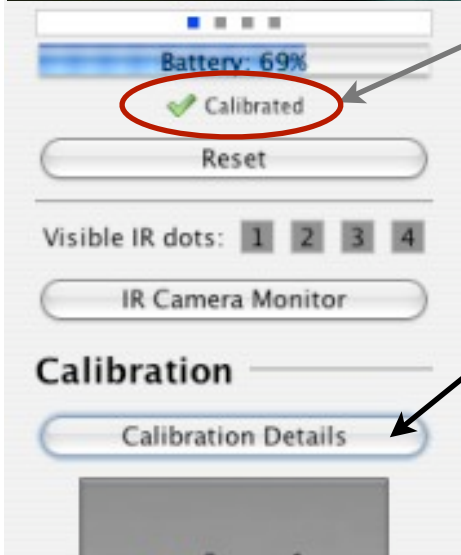 Battery: 69%
Calibrated
Reset
Visible IR dots: 1 2 3 4
IR Camera Monitor
Calibration
Calibration Details